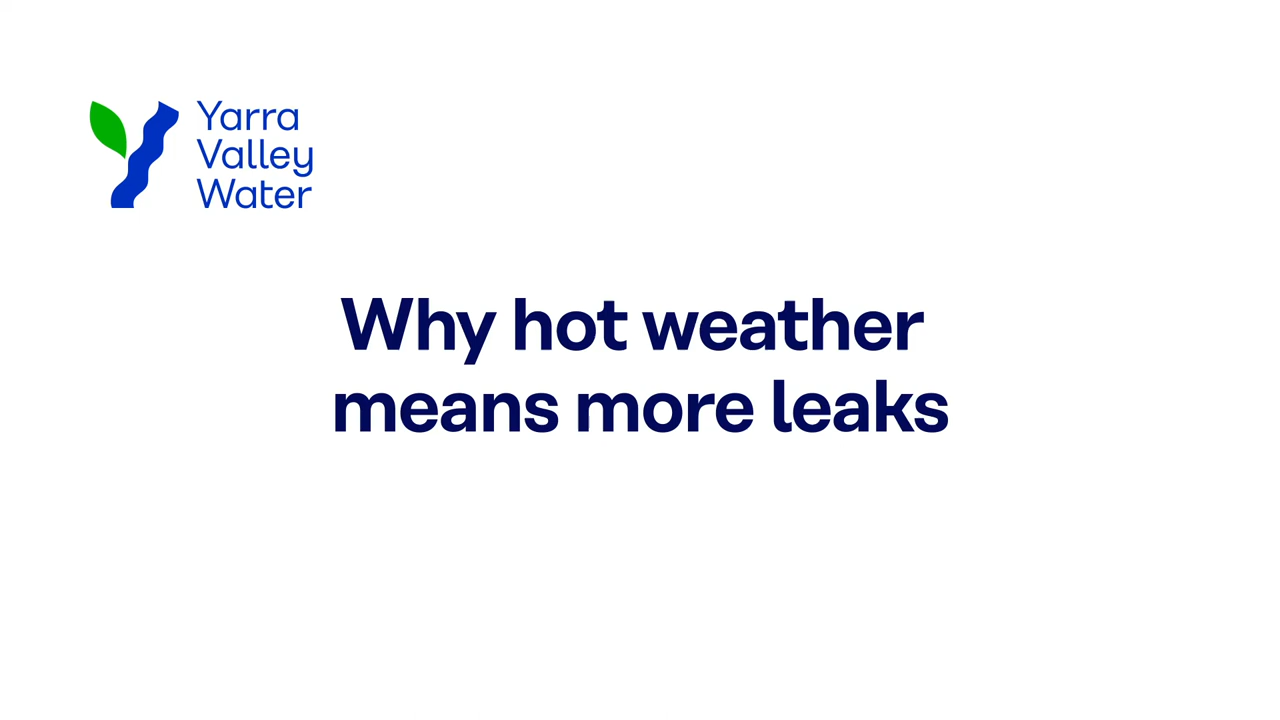 Yarra
Valley
Water
Why hot weather
means more leaks